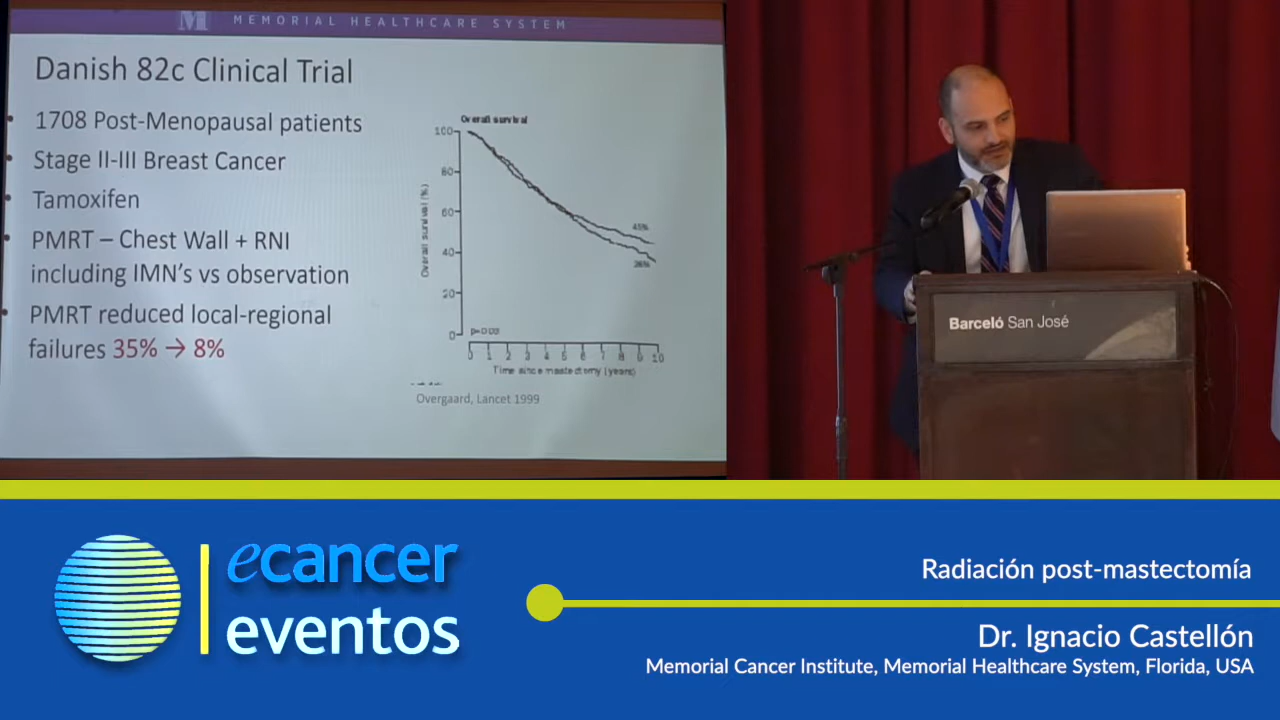 M MEMORIAL HEALTHCARE SYSTEM
Danish 82c Clinical Trial
1708 Post-Menopausal patients
Stage II-III Breast Cancer
Tamoxifen
PMRT – Chest Wall + RNI
including IMN's vs observation
PMRT reduced local-regional
failures 35% → 8%
Overall survival
Overall survival (%)
100
80
60
40
20
0
45%
36%
0 1 2 3 4 5 6 7 8 9 10
Time since mastectomy (years)
Overgaard, Lancet 1999
Barceló San José
ecancer
eventos
Radiación post-mastectomía
Dr. Ignacio Castellón
Memorial Cancer Institute, Memorial Healthcare System, Florida, USA